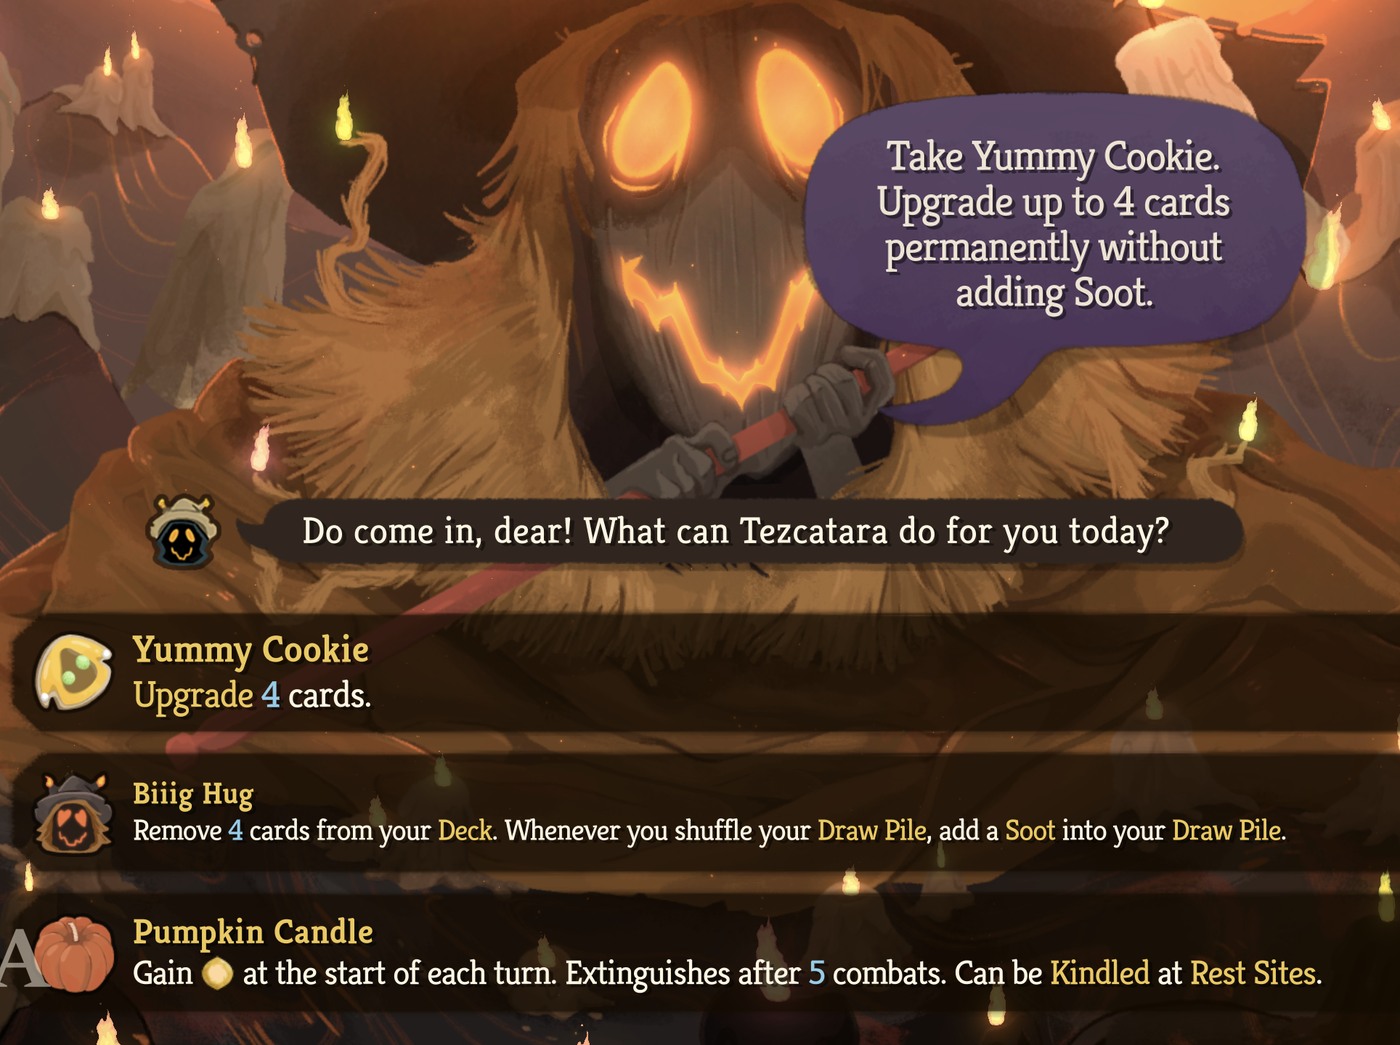 Take Yummy Cookie.
Upgrade up to 4 cards
permanently without
adding Soot.
Do come in, dear! What can Tezcatara do for you today?
Yummy Cookie
Upgrade 4 cards.
Biiig Hug
Remove 4 cards from your Deck. Whenever you shuffle your Draw Pile, add a Soot into your Draw Pile.
A
Pumpkin Candle
Gain at the start of each turn. Extinguishes after 5 combats. Can be Kindled at Rest Sites.